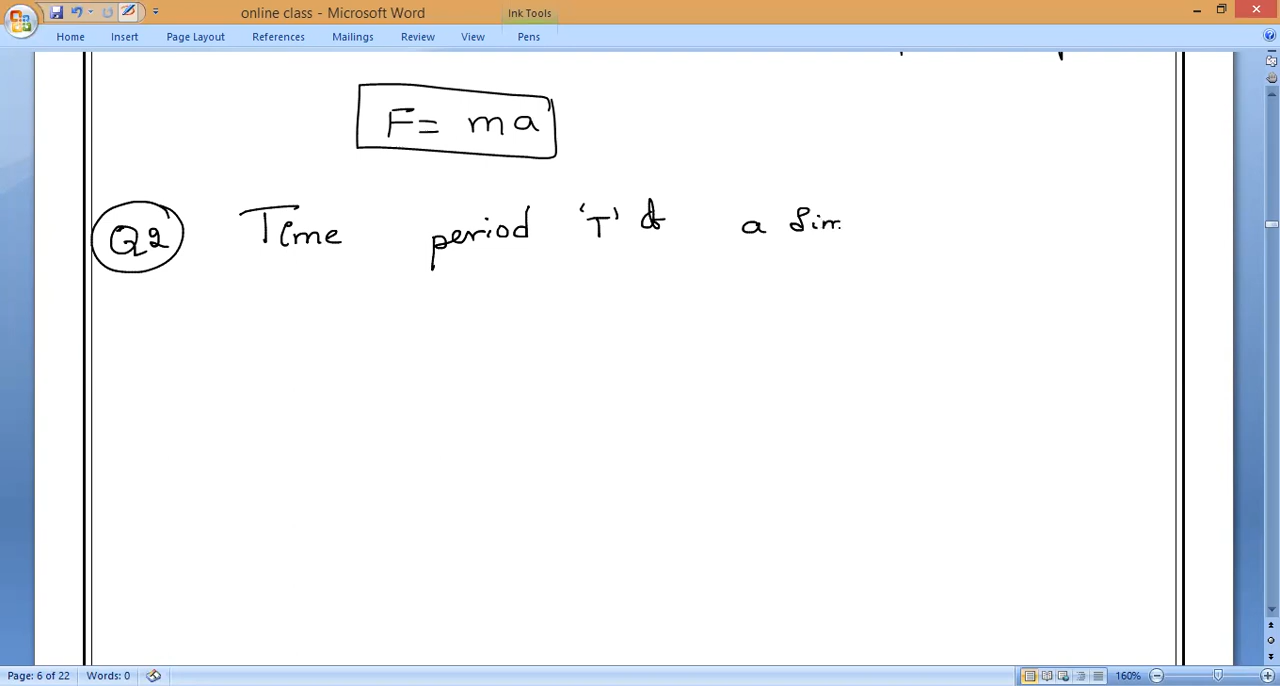 online class - Microsoft Word
Ink Tools
Home Insert Page Layout References Mailings Review View Pens
F = ma
Q2 Time period 'T' of a Sim
Page: 6 of 22 Words: 0 160%